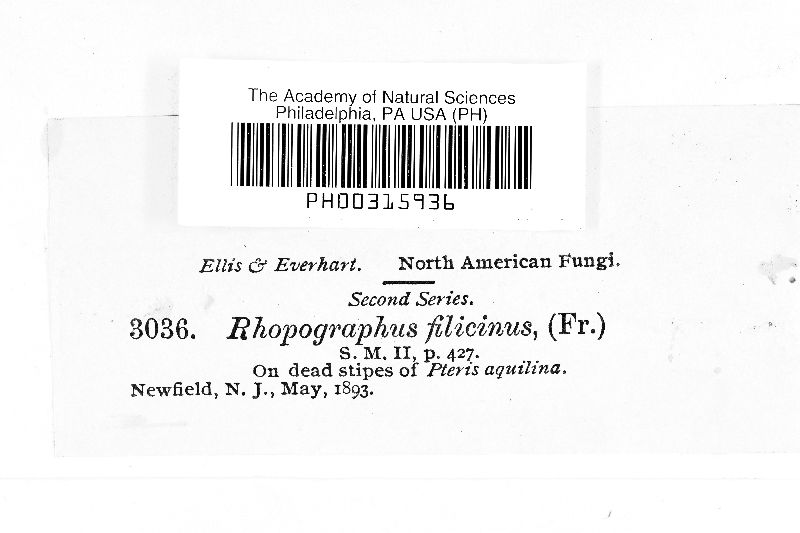 The Academy of Natural Sciences
Philadelphia, PA USA (PH)
PH00315936
Ellis & Everhart. North American Fungi.
Second Series.
3036. Rhopographus filicinus, (Fr.)
S. M. II, p. 427.
On dead stipes of Pteris aquilina.
Newfield, N. J., May, 1893.